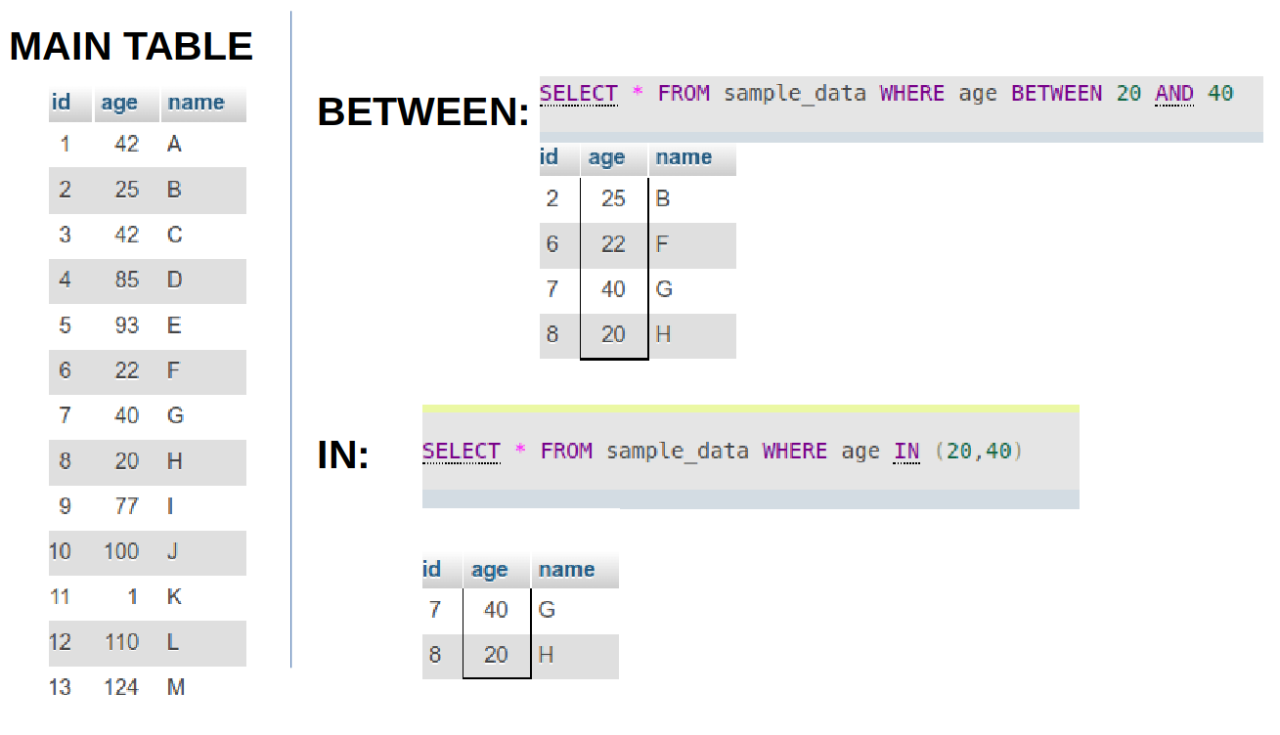 MAIN TABLE
id age name
1 42 A
2 25 B
3 42 C
4 85 D
5 93 E
6 22 F
7 40 G
8 20 H
9 77 I
10 100 J
11 1 K
12 110 L
13 124 M
BETWEEN:
SELECT * FROM sample_data WHERE age BETWEEN 20 AND 40
id age name
2 25 B
6 22 F
7 40 G
8 20 H
IN:
SELECT * FROM sample_data WHERE age IN (20,40)
id age name
7 40 G
8 20 H